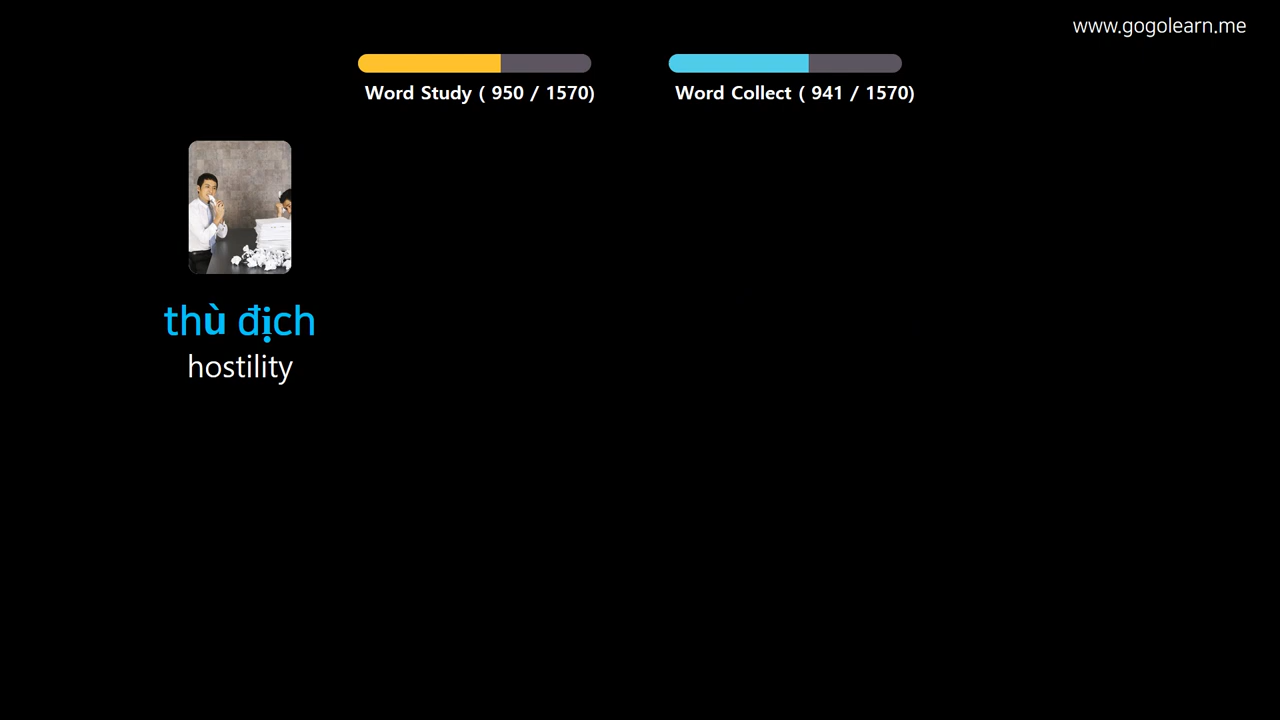 www.gogolearn.me
Word Study ( 950 / 1570)
Word Collect ( 941 / 1570)
thù địch
hostility